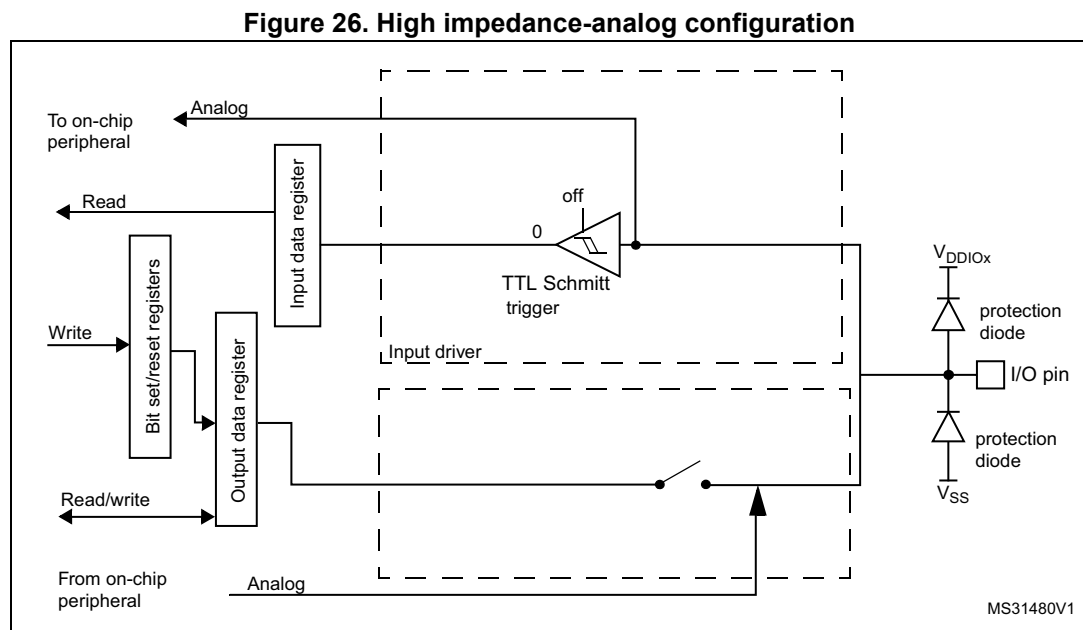 Figure 26. High impedance-analog configuration
To on-chip
peripheral
Analog
Read
Input data register
off
0
TTL Schmitt
trigger
Input driver
VDDIOx
protection
diode
I/O pin
protection
diode
VSS
Write
Bit set/reset registers
Output data register
Read/write
From on-chip
peripheral
Analog
MS31480V1